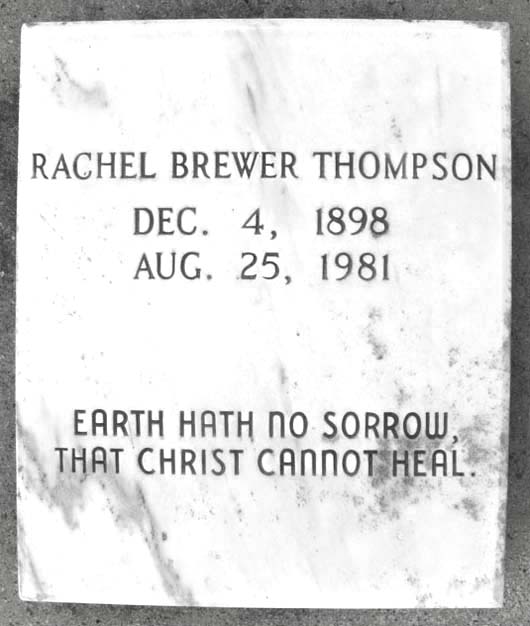 RACHEL BREWER THOMPSON
DEC. 4, 1898
AUG. 25, 1981
EARTH HATH NO SORROW,
THAT CHRIST CANNOT HEAL.